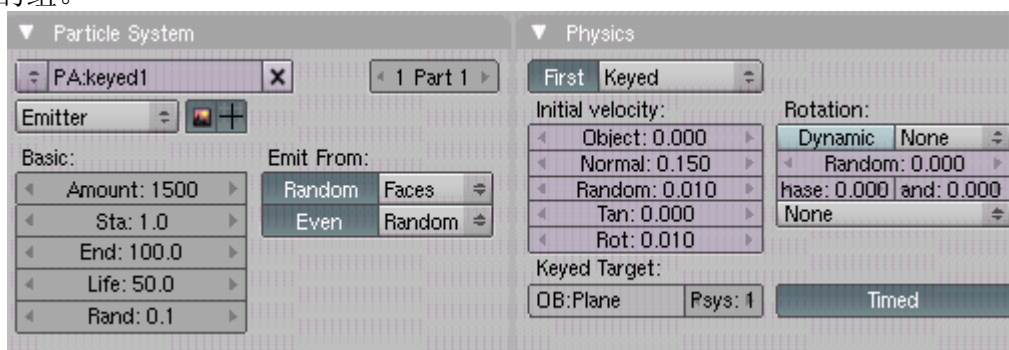 的组。
Particle System
PA:keyed1
1 Part 1
Emitter
Basic:
Emit From:
Amount: 1500
Random Faces
Sta: 1.0
Even Random
End: 100.0
Life: 50.0
Rand: 0.1
Physics
First Keyed
Initial velocity:
Rotation:
Object: 0.000
Dynamic None
Normal: 0.150
Random: 0.000
Random: 0.010
hase: 0.000 and: 0.000
Tan: 0.000
None
Rot: 0.010
Keyed Target:
OB:Plane Psys: 1
Timed